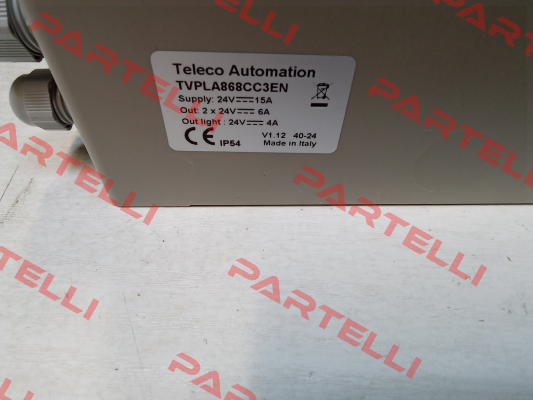 PARTELLI
PARTELLI
Teleco Automation
TVPLA868CC3EN
Supply: 24V 15A
Out: 2 x 24V 6A
Out light : 24V 4A
CE IP54
V1.12 40-24
Made in Italy
PARTELLI
PARTELLI
PARTELLI
PARTELLI
PARTELLI